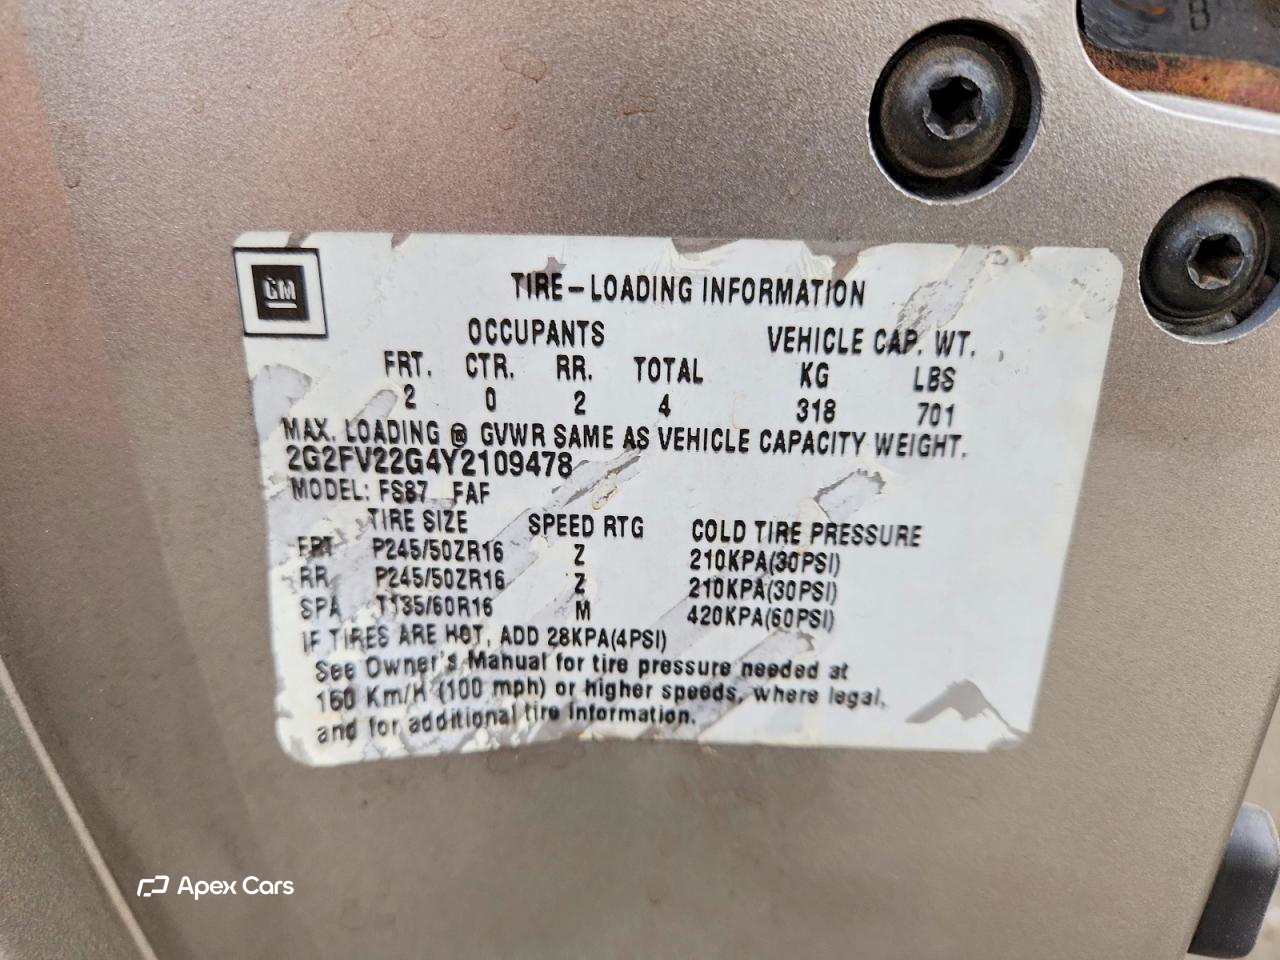 B
GM
TIRE-LOADING INFORMATION
OCCUPANTS VEHICLE CAP. WT.
FRT. CTR. RR. TOTAL KG LBS
2 0 2 4 318 701
MAX. LOADING @ GVWR SAME AS VEHICLE CAPACITY WEIGHT.
2G2FV22G4Y2109478
MODEL: FS87 FAF
TIRE SIZE SPEED RTG COLD TIRE PRESSURE
FRT P245/50ZR16 Z 210KPA(30PSI)
RR P245/50ZR16 Z 210KPA(30PSI)
SPA T135/60R16 M 420KPA(60PSI)
IF TIRES ARE HOT, ADD 28KPA(4PSI)
See Owner's Manual for tire pressure needed at
160 Km/H (100 mph) or higher speeds, where legal,
and for additional tire information.
Apex Cars